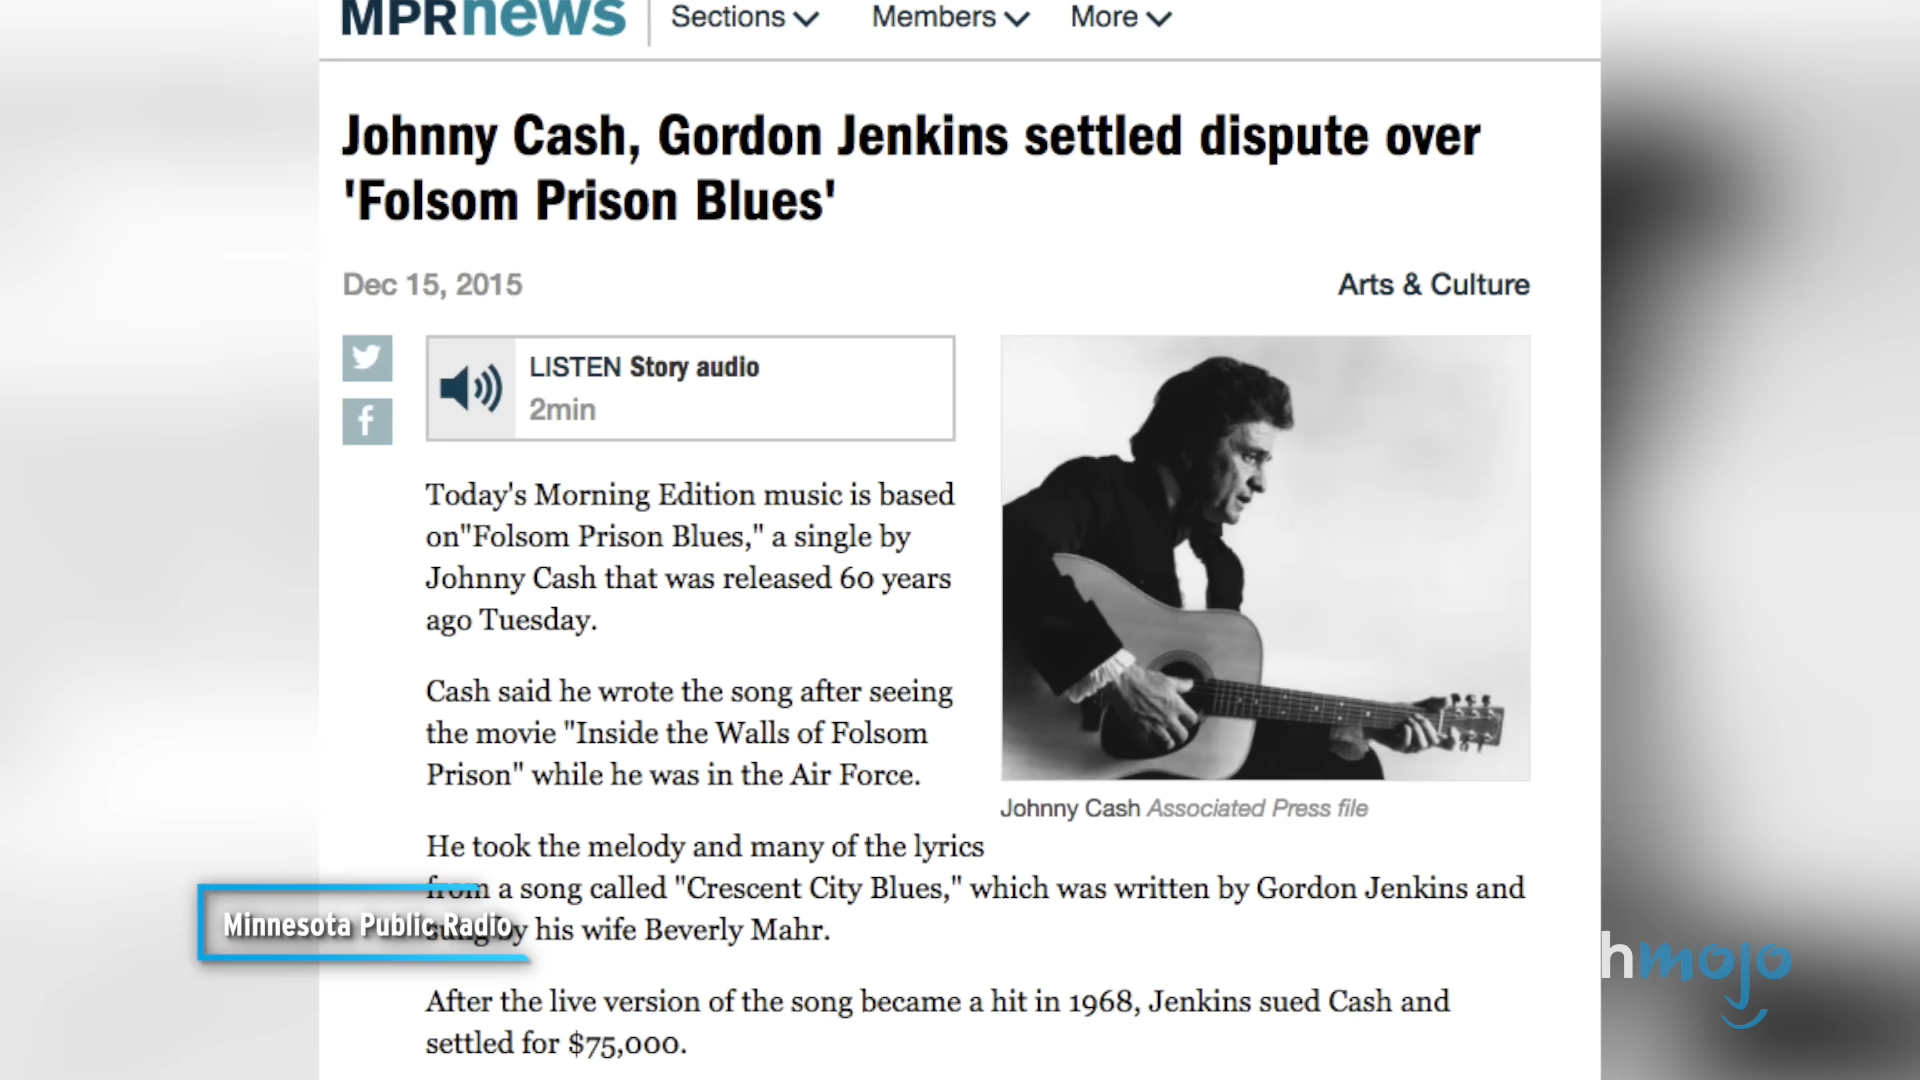 MPRnews
Sections
Members
More
Johnny Cash, Gordon Jenkins settled dispute over
'Folsom Prison Blues'
Dec 15, 2015
Arts & Culture
LISTEN Story audio
2min
Today's Morning Edition music is based
on"Folsom Prison Blues," a single by
Johnny Cash that was released 60 years
ago Tuesday.
Cash said he wrote the song after seeing
the movie "Inside the Walls of Folsom
Prison" while he was in the Air Force.
Johnny Cash Associated Press file
He took the melody and many of the lyrics
from a song called "Crescent City Blues," which was written by Gordon Jenkins and
sung by his wife Beverly Mahr.
Minnesota Public Radio
hmojo
After the live version of the song became a hit in 1968, Jenkins sued Cash and
settled for $75,000.